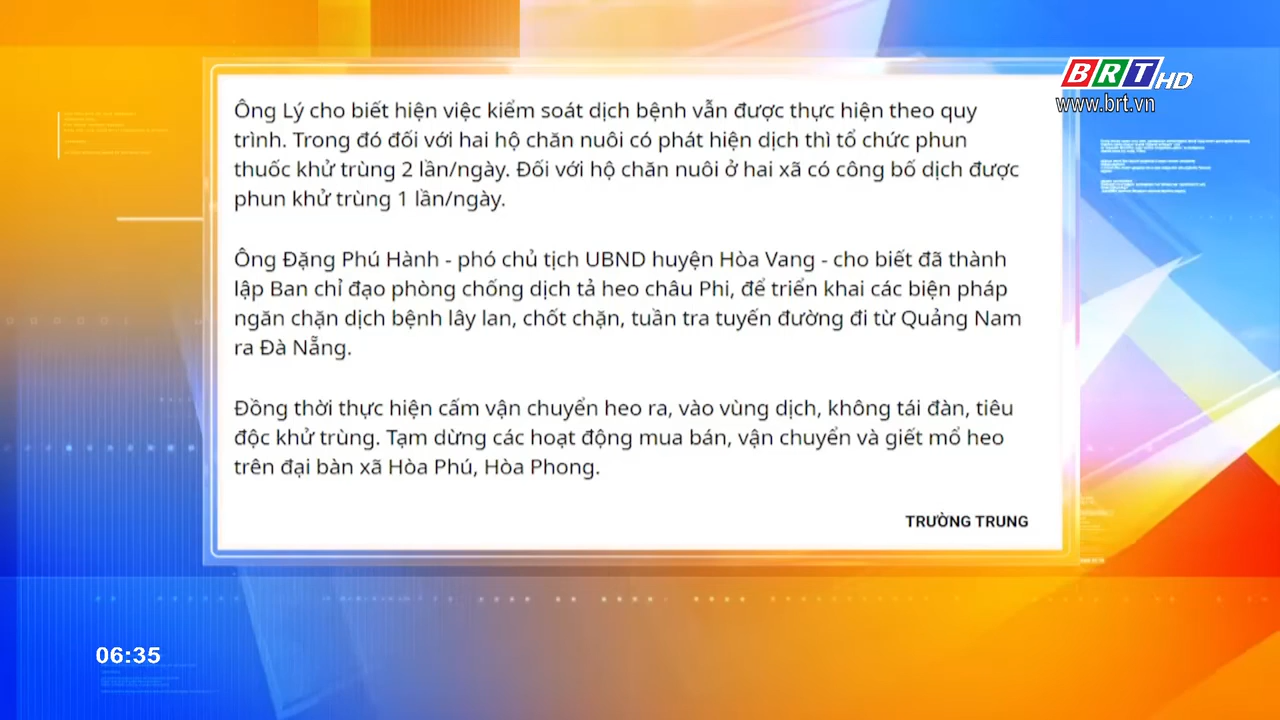 BRT HD
www.brt.vn
Ông Lý cho biết hiện việc kiểm soát dịch bệnh vẫn được thực hiện theo quy
trình. Trong đó đối với hai hộ chăn nuôi có phát hiện dịch thì tổ chức phun
thuốc khử trùng 2 lần/ngày. Đối với hộ chăn nuôi ở hai xã có công bố dịch được
phun khử trùng 1 lần/ngày.
Ông Đặng Phú Hành - phó chủ tịch UBND huyện Hòa Vang - cho biết đã thành
lập Ban chỉ đạo phòng chống dịch tả heo châu Phi, để triển khai các biện pháp
ngăn chặn dịch bệnh lây lan, chốt chặn, tuần tra tuyến đường đi từ Quảng Nam
ra Đà Nẵng.
Đồng thời thực hiện cấm vận chuyển heo ra, vào vùng dịch, không tái đàn, tiêu
độc khử trùng. Tạm dừng các hoạt động mua bán, vận chuyển và giết mổ heo
trên đại bàn xã Hòa Phú, Hòa Phong.
TRƯỜNG TRUNG
06:35